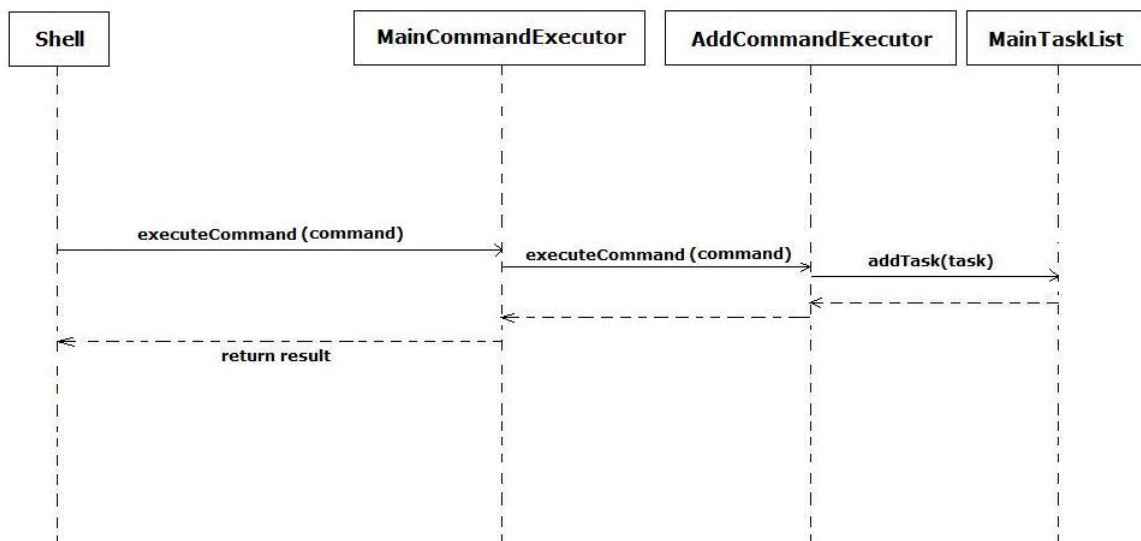 Shell
MainCommandExecutor
AddCommandExecutor
MainTaskList
executeCommand (command)
executeCommand (command)
addTask(task)
return result